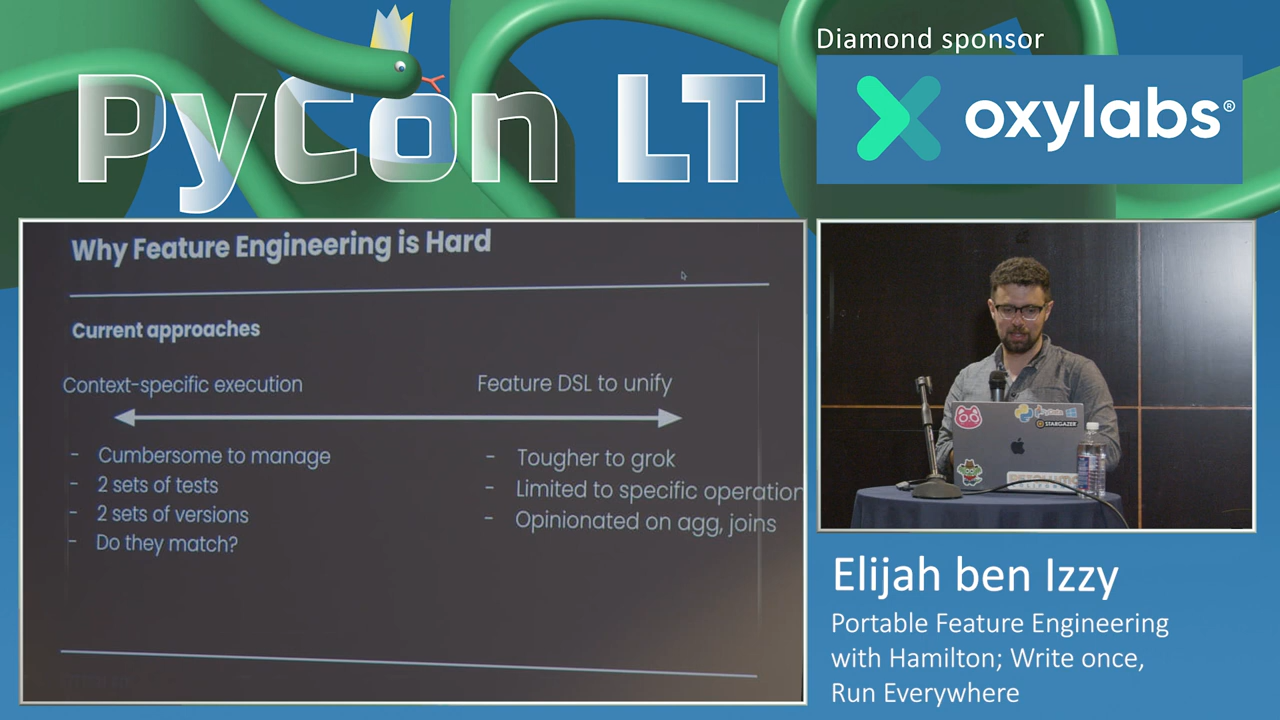 PyCon LT
Diamond sponsor
oxylabs®
Why Feature Engineering is Hard
Current approaches
Context-specific execution
Feature DSL to unify
- Cumbersome to manage
- 2 sets of tests
- 2 sets of versions
- Do they match?
- Tougher to grok
- Limited to specific operation
- Opinionated on agg, joins
STARGAZER
Elijah ben Izzy
Portable Feature Engineering
with Hamilton; Write once,
Run Everywhere